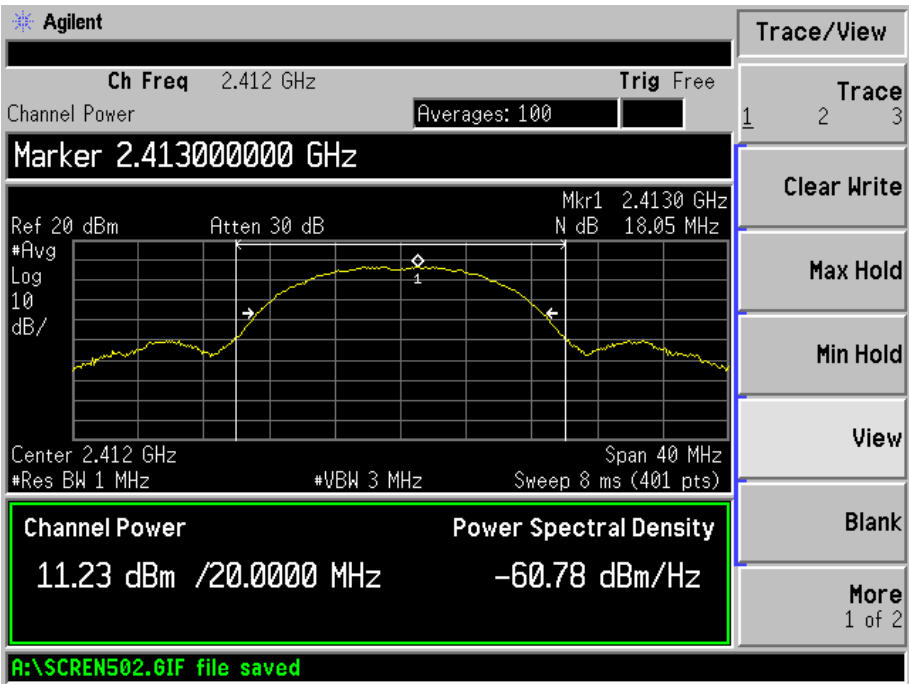 Agilent
Ch Freq 2.412 GHz Trig Free
Channel Power Averages: 100
Marker 2.413000000 GHz
Mkr1 2.4130 GHz
Ref 20 dBm Atten 30 dB N dB 18.05 MHz
#Avg
Log
10
dB/
1
Center 2.412 GHz Span 40 MHz
#Res BW 1 MHz #VBW 3 MHz Sweep 8 ms (401 pts)
Channel Power Power Spectral Density
11.23 dBm /20.0000 MHz -60.78 dBm/Hz
A:\SCREN502.GIF file saved
Trace/View
Trace
1 2 3
Clear Write
Max Hold
Min Hold
View
Blank
More
1 of 2